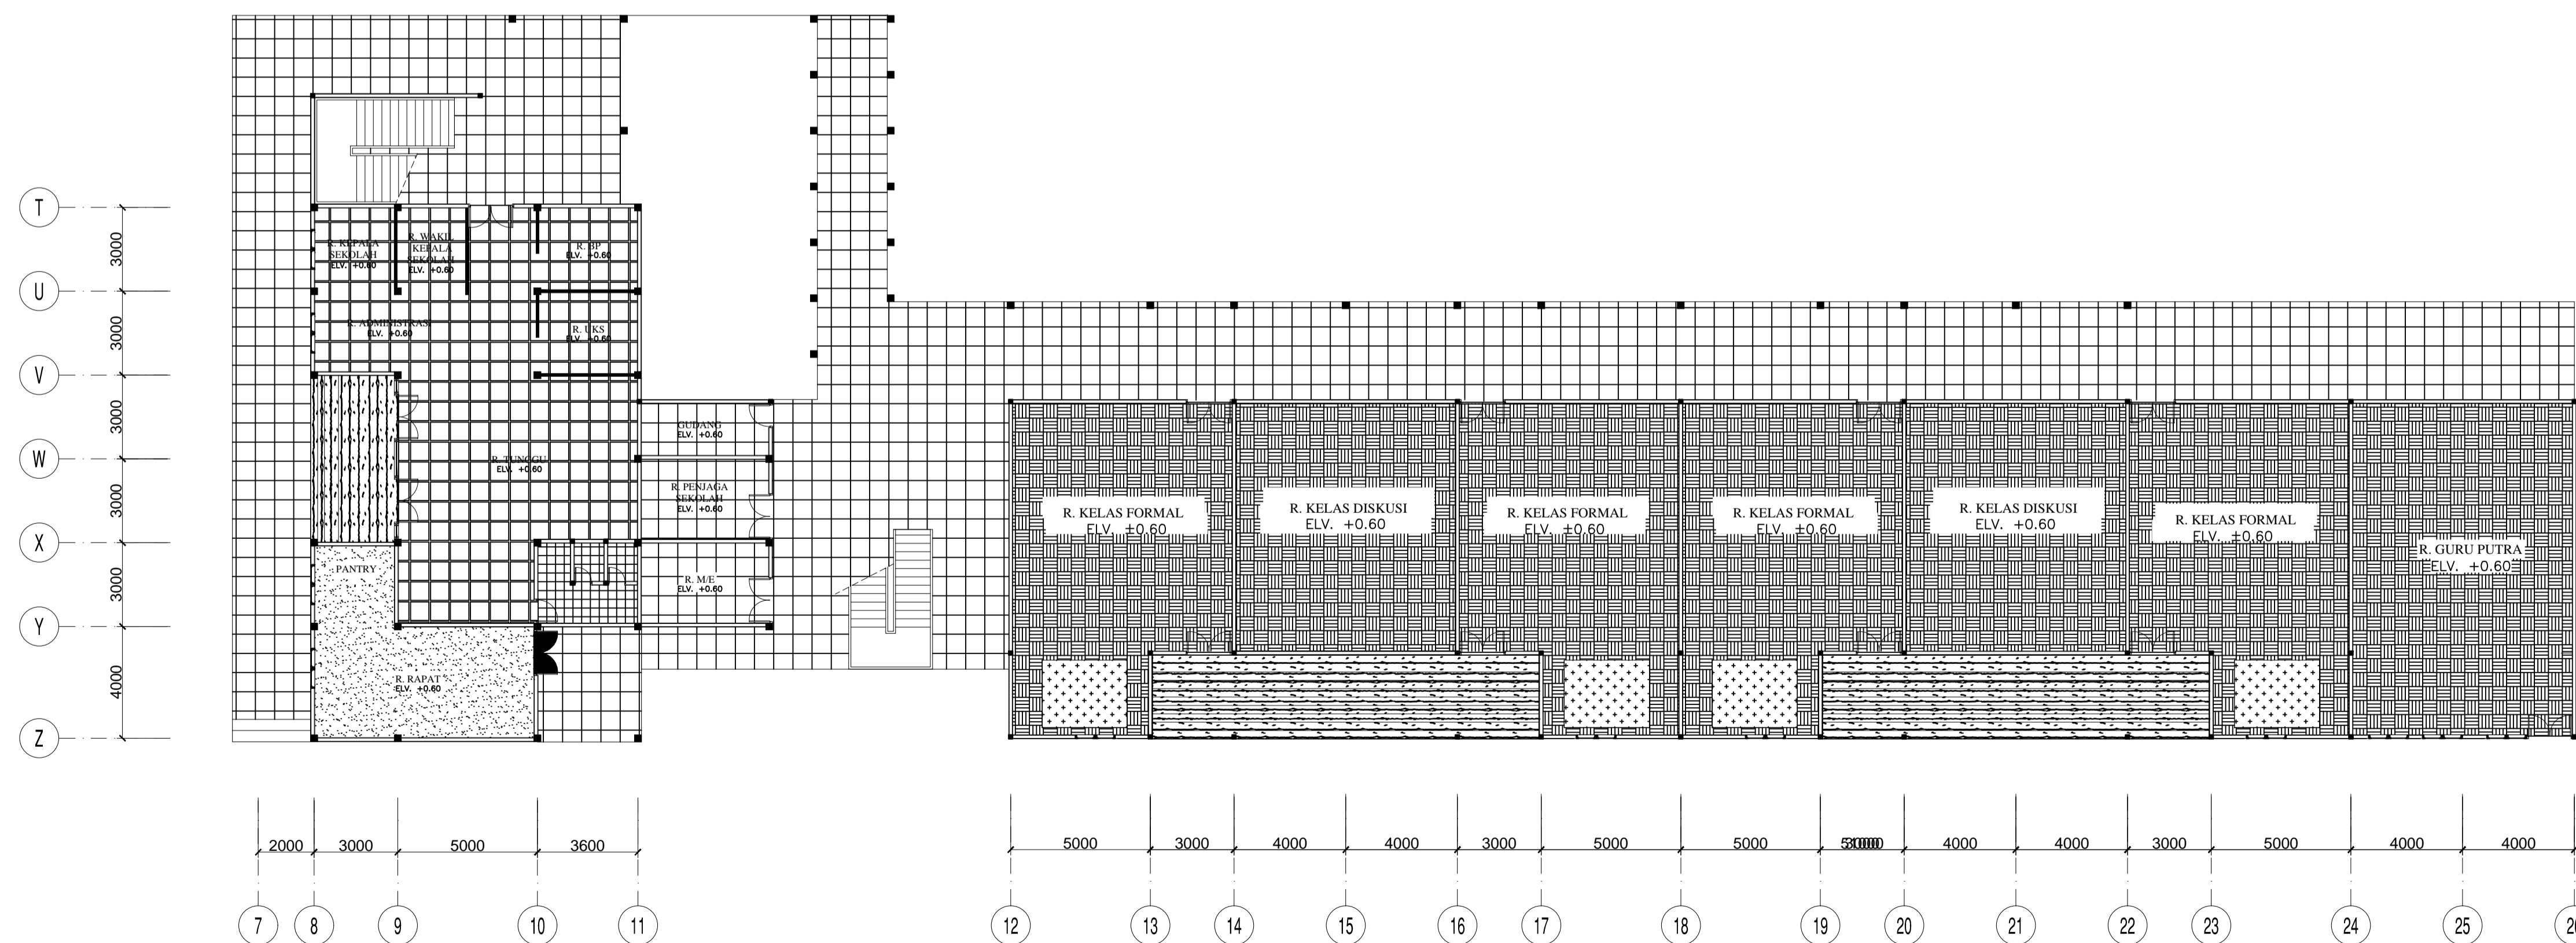 T
3000
U
3000
V
3000
W
3000
X
3000
Y
4000
Z
R. KEPALA
SEKOLAH
ELV. +0.60
R. WAKIL
KEPALA
SEKOLAH
ELV. +0.60
R. BP
ELV. +0.60
R. ADMINISTRASI
ELV. +0.60
R. UKS
ELV. +0.60
GUDANG
ELV. +0.60
R. TUNGGU
ELV. +0.60
R. PENJAGA
SEKOLAH
ELV. +0.60
PANTRY
R. M/E
ELV. +0.60
R. RAPAT
ELV. +0.60
R. KELAS FORMAL
ELV. ±0.60
R. KELAS DISKUSI
ELV. +0.60
R. KELAS FORMAL
ELV. ±0.60
R. KELAS FORMAL
ELV. ±0.60
R. KELAS DISKUSI
ELV. +0.60
R. KELAS FORMAL
ELV. ±0.60
R. GURU PUTRA
ELV. +0.60
2000 3000 5000 3600
5000 3000 4000 4000 3000 5000 5000 4000 4000 3000 5000 4000 4000
7 8 9 10 11 12 13 14 15 16 17 18 19 20 21 22 23 24 25